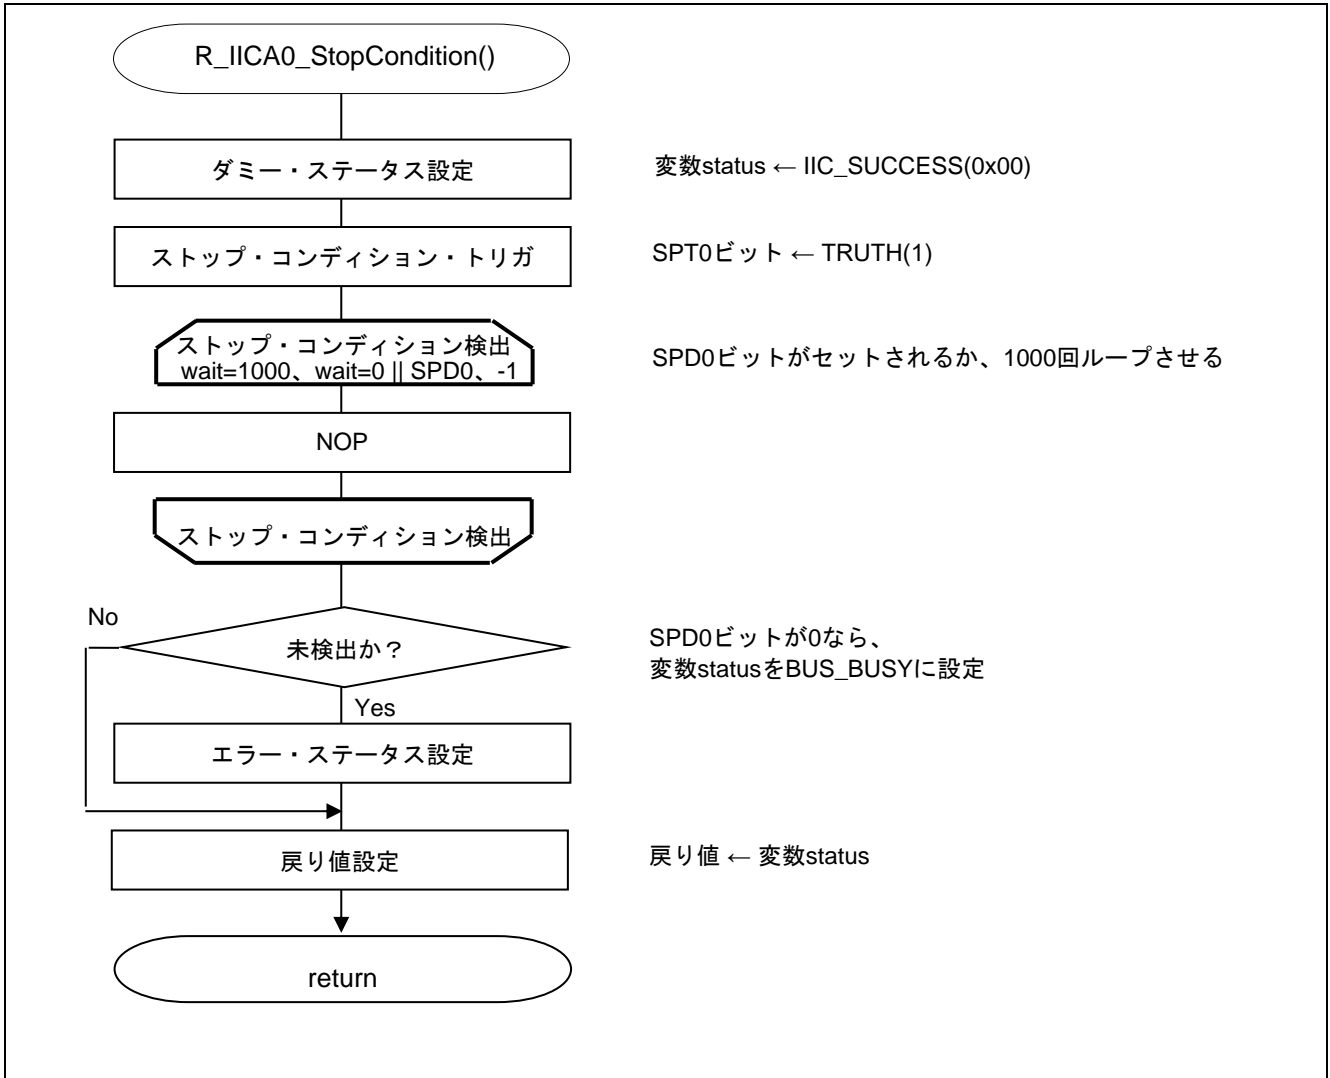 R_IICA0_StopCondition()
ダミー・ステータス設定
変数status ← IIC_SUCCESS(0x00)
ストップ・コンディション・トリガ
SPT0ビット ← TRUTH(1)
ストップ・コンディション検出
wait=1000、wait=0 || SPD0、-1
SPD0ビットがセットされるか、1000回ループさせる
NOP
ストップ・コンディション検出
No
未検出か？
SPD0ビットが0なら、
変数statusをBUS_BUSYに設定
Yes
エラー・ステータス設定
戻り値設定
戻り値 ← 変数status
return